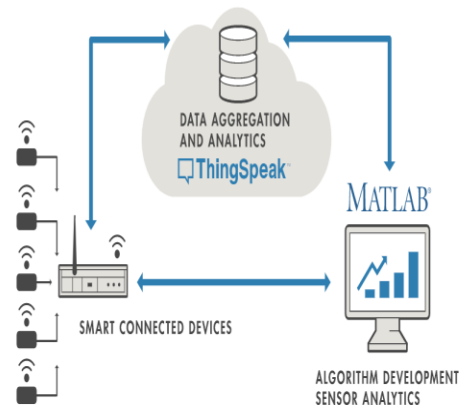 DATA AGGREGATION
AND ANALYTICS
ThingSpeak™
MATLAB®
SMART CONNECTED DEVICES
ALGORITHM DEVELOPMENT
SENSOR ANALYTICS